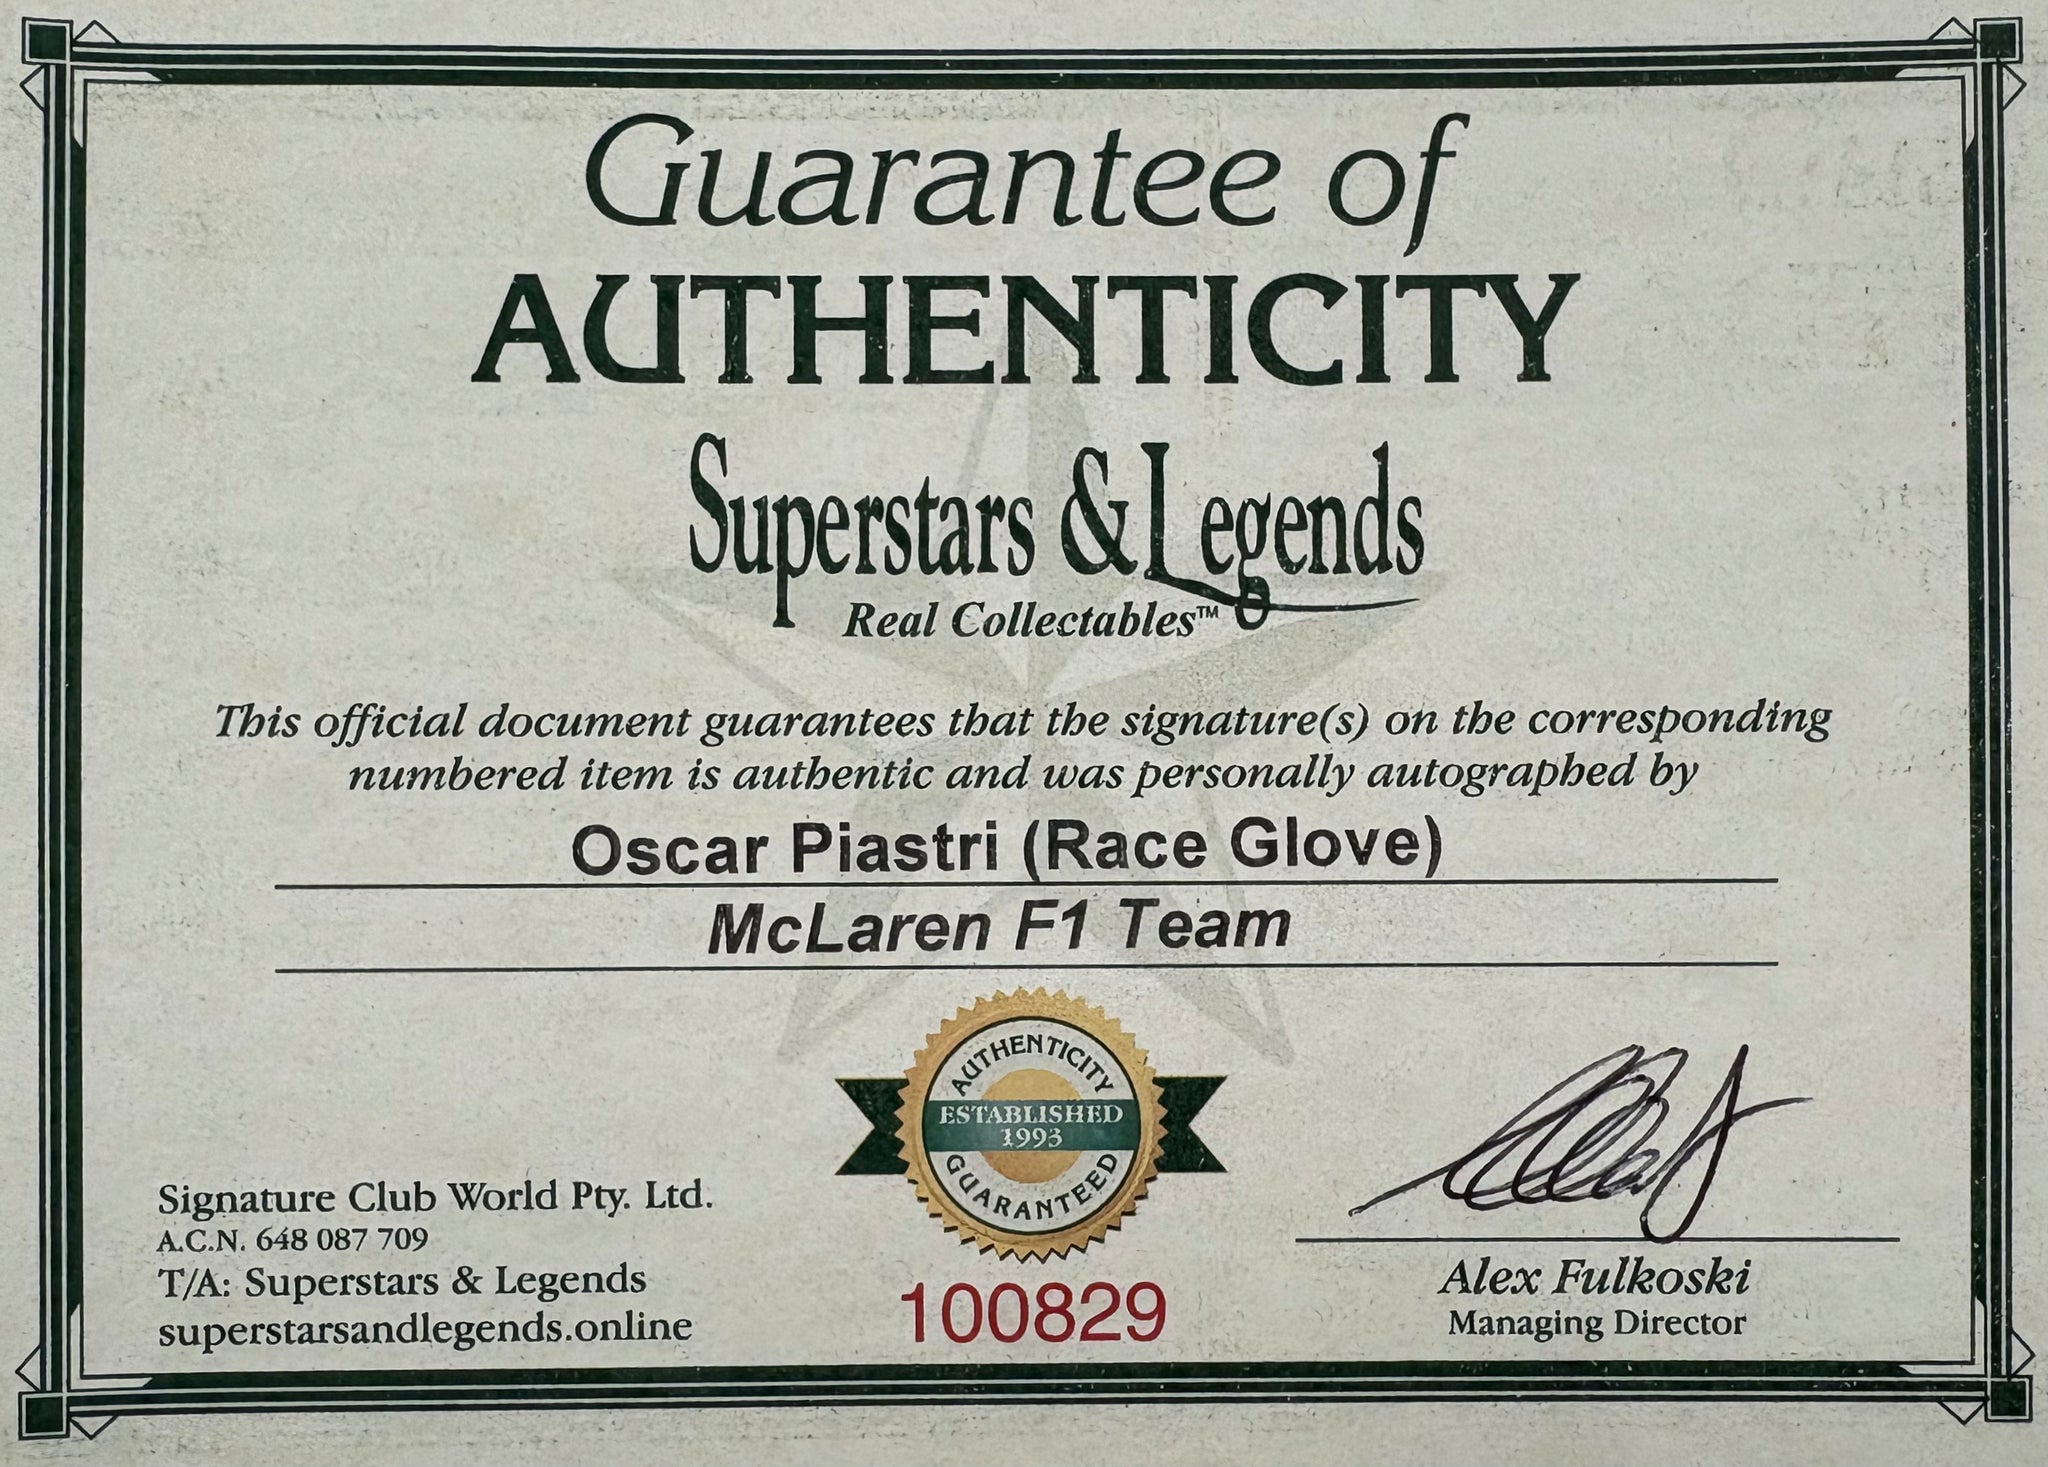 Guarantee of
AUTHENTICITY
Superstars & Legends
Real Collectables™
This official document guarantees that the signature(s) on the corresponding
numbered item is authentic and was personally autographed by
Oscar Piastri (Race Glove)
McLaren F1 Team
AUTHENTICITY
ESTABLISHED
1993
GUARANTEED
100829
Signature Club World Pty. Ltd.
A.C.N. 648 087 709
T/A: Superstars & Legends
superstarsandlegends.online
Alex Fulkoski
Managing Director